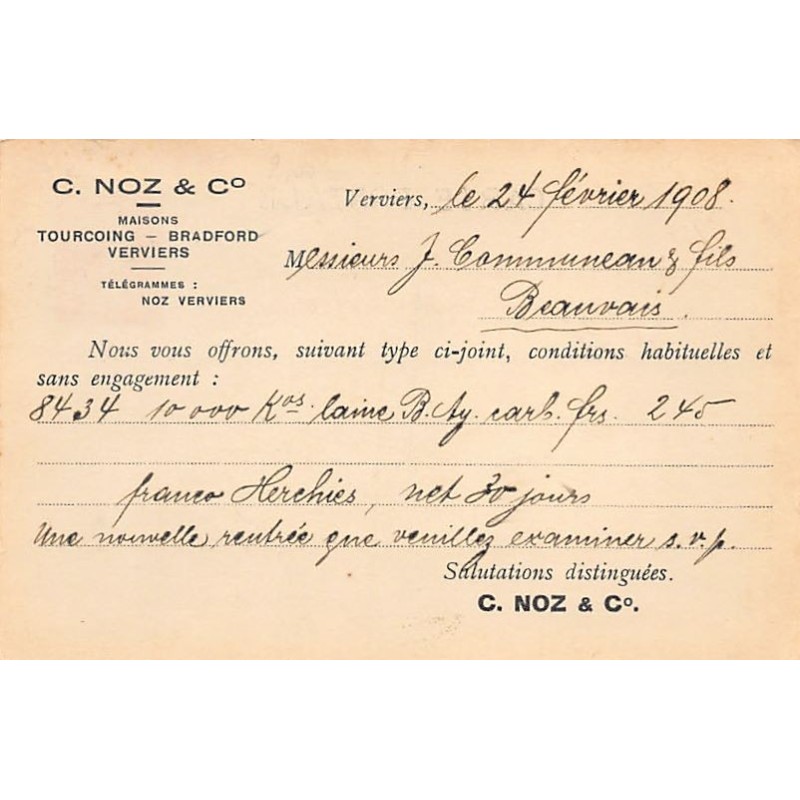 C. NOZ & Cº
MAISONS
TOURCOING – BRADFORD
VERVIERS
TÉLÉGRAMMES :
NOZ VERVIERS
Verviers, le 24 février 1908.
Messieurs J. Communeau & fils
Beauvais.
Nous vous offrons, suivant type ci-joint, conditions habituelles et
sans engagement :
8434 10 000 Kos laine B. Ay. carb. frs. 245
franco Herchies, net 30 jours
Une nouvelle rentrée que veuillez examiner s.v.p.
Salutations distinguées.
C. NOZ & Cº.